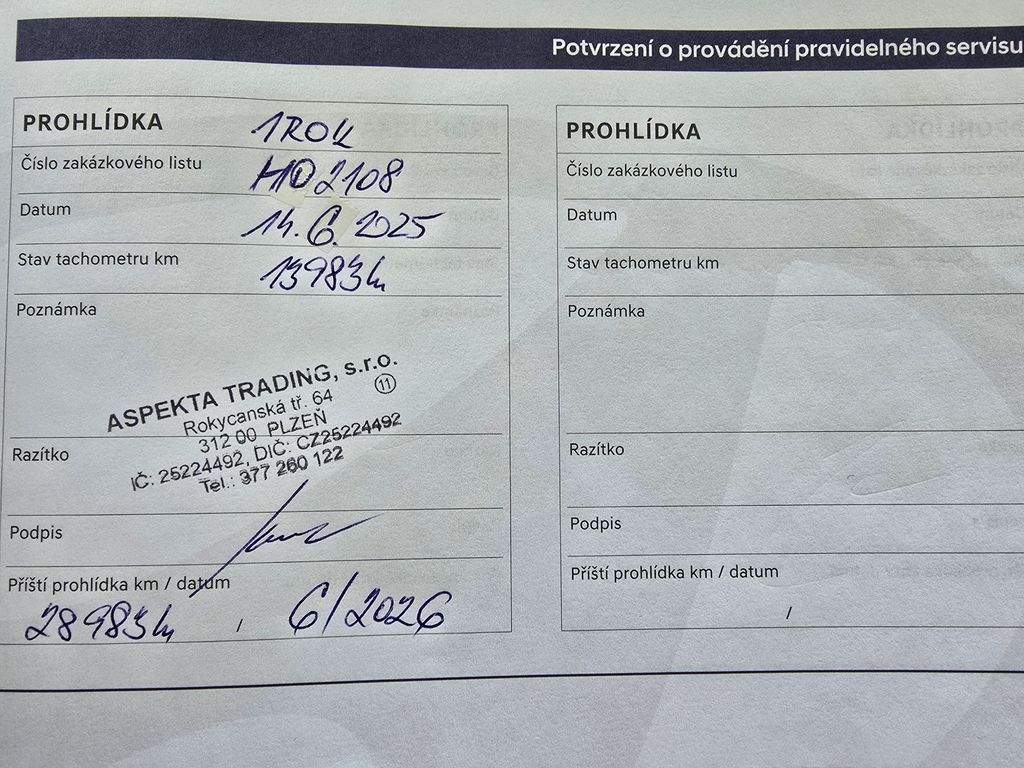 Potvrzení o provádění pravidelného servisu
PROHLÍDKA 1ROK
Číslo zakázkového listu HO2108
Datum 14.6.2025
Stav tachometru km 13983
Poznámka
ASPEKTA TRADING, s.r.o.
Rokycanská tř. 64 11
312 00 PLZEŇ
IČ: 25224492, DIČ: CZ25224492
Tel.: 377 260 122
Razítko
Podpis
Příští prohlídka km / datum
28983 / 6/2026
PROHLÍDKA
Číslo zakázkového listu
Datum
Stav tachometru km
Poznámka
Razítko
Podpis
Příští prohlídka km / datum
/